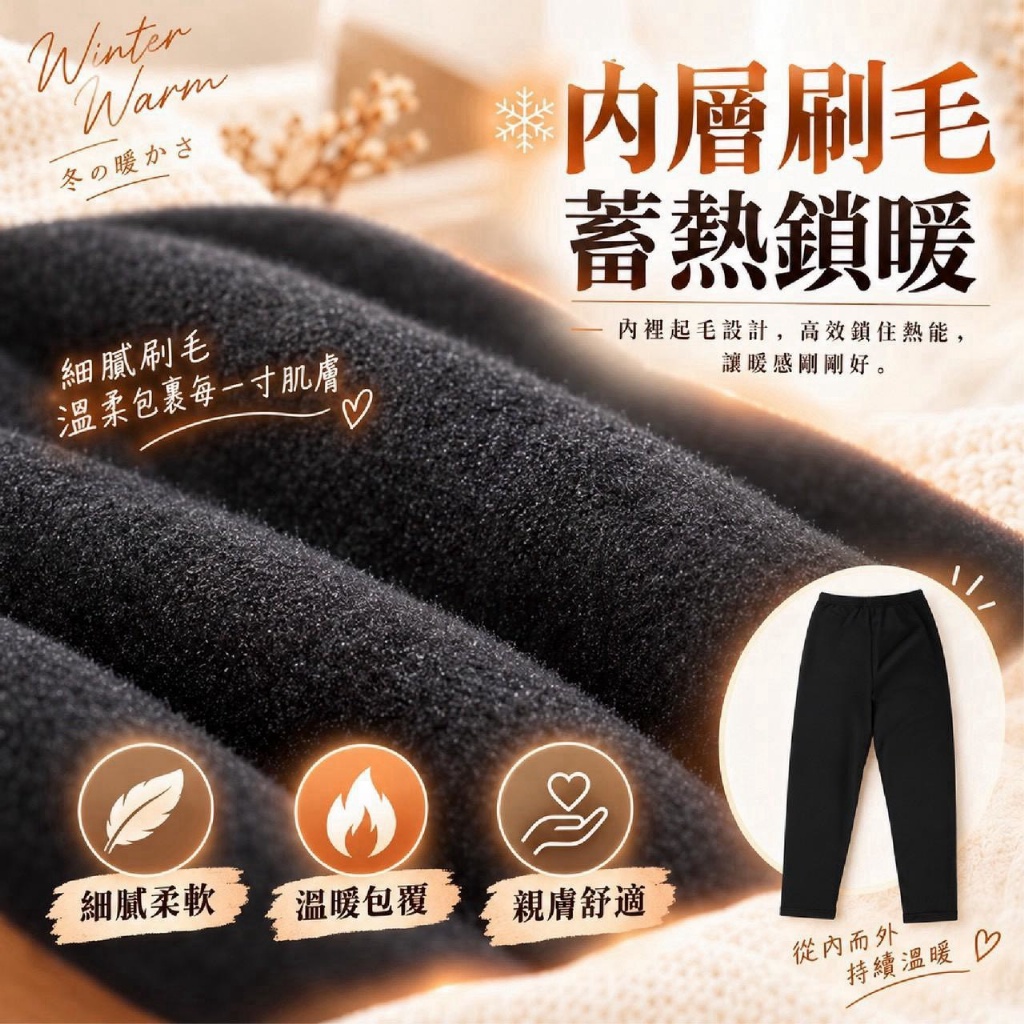 Winter
Warm
冬の暖かさ
內層刷毛
蓄熱鎖暖
內裡起毛設計，高效鎖住熱能，
讓暖感剛剛好。
細膩刷毛
溫柔包裹每一寸肌膚
細膩柔軟
溫暖包覆
親膚舒適
從內而外
持續溫暖